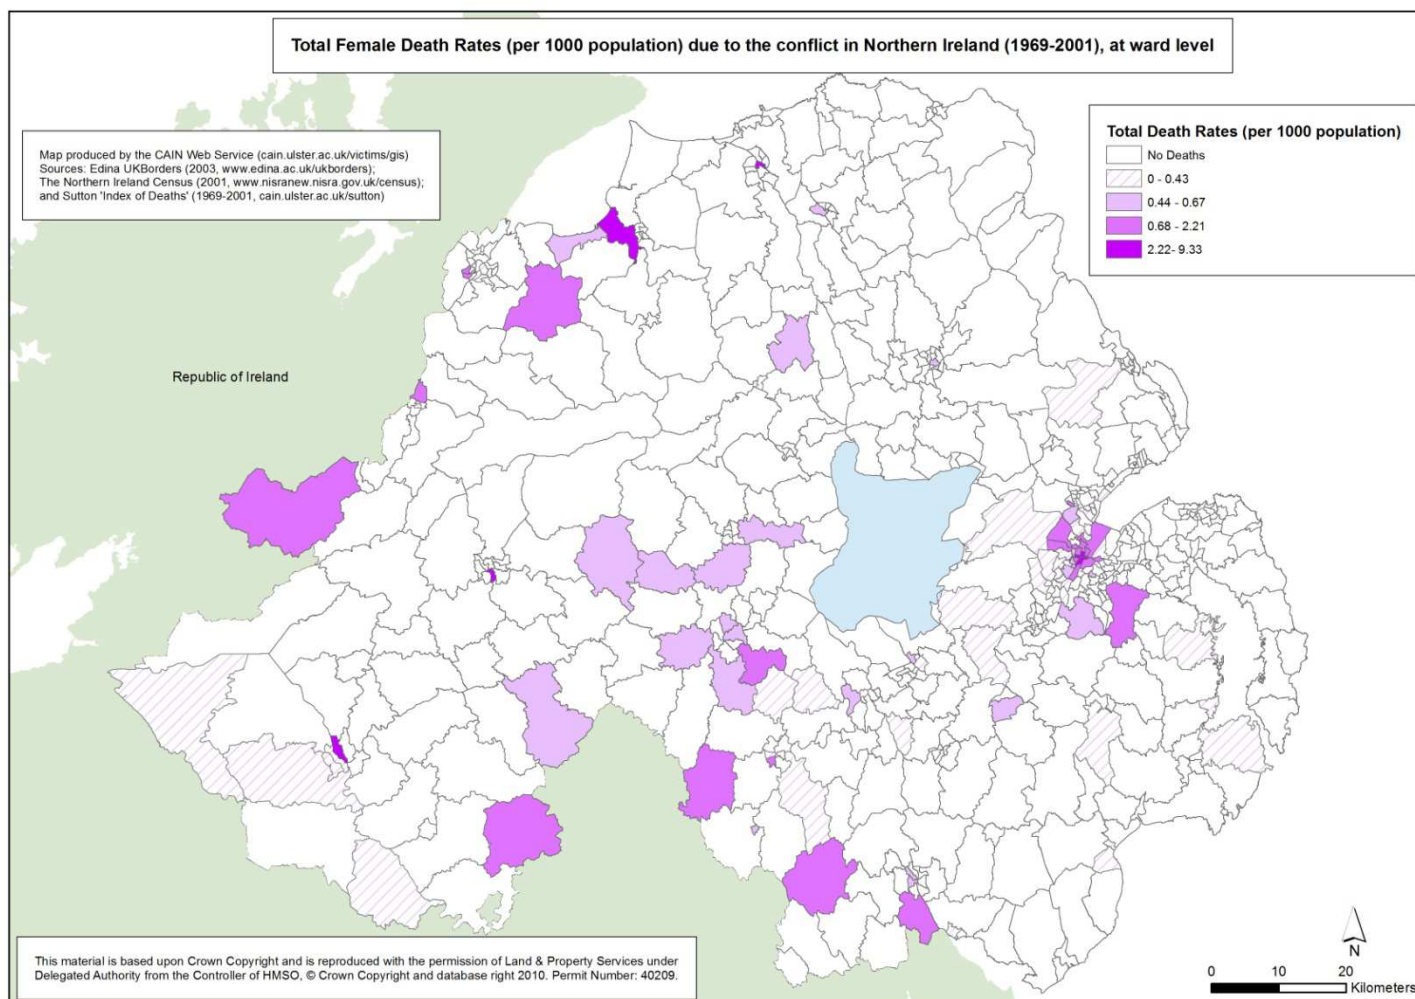 Total Female Death Rates (per 1000 population) due to the conflict in Northern Ireland (1969-2001), at ward level
Map produced by the CAIN Web Service (cain.ulster.ac.uk/victims/gis)
Sources: Edina UKBorders (2003, www.edina.ac.uk/ukborders);
The Northern Ireland Census (2001, www.nisranew.nisra.gov.uk/census);
and Sutton 'Index of Deaths' (1969-2001, cain.ulster.ac.uk/sutton)
Total Death Rates (per 1000 population)
No Deaths
0 - 0.43
0.44 - 0.67
0.68 - 2.21
2.22- 9.33
Republic of Ireland
This material is based upon Crown Copyright and is reproduced with the permission of Land & Property Services under
Delegated Authority from the Controller of HMSO, © Crown Copyright and database right 2010. Permit Number: 40209.
N
0 10 20
Kilometers